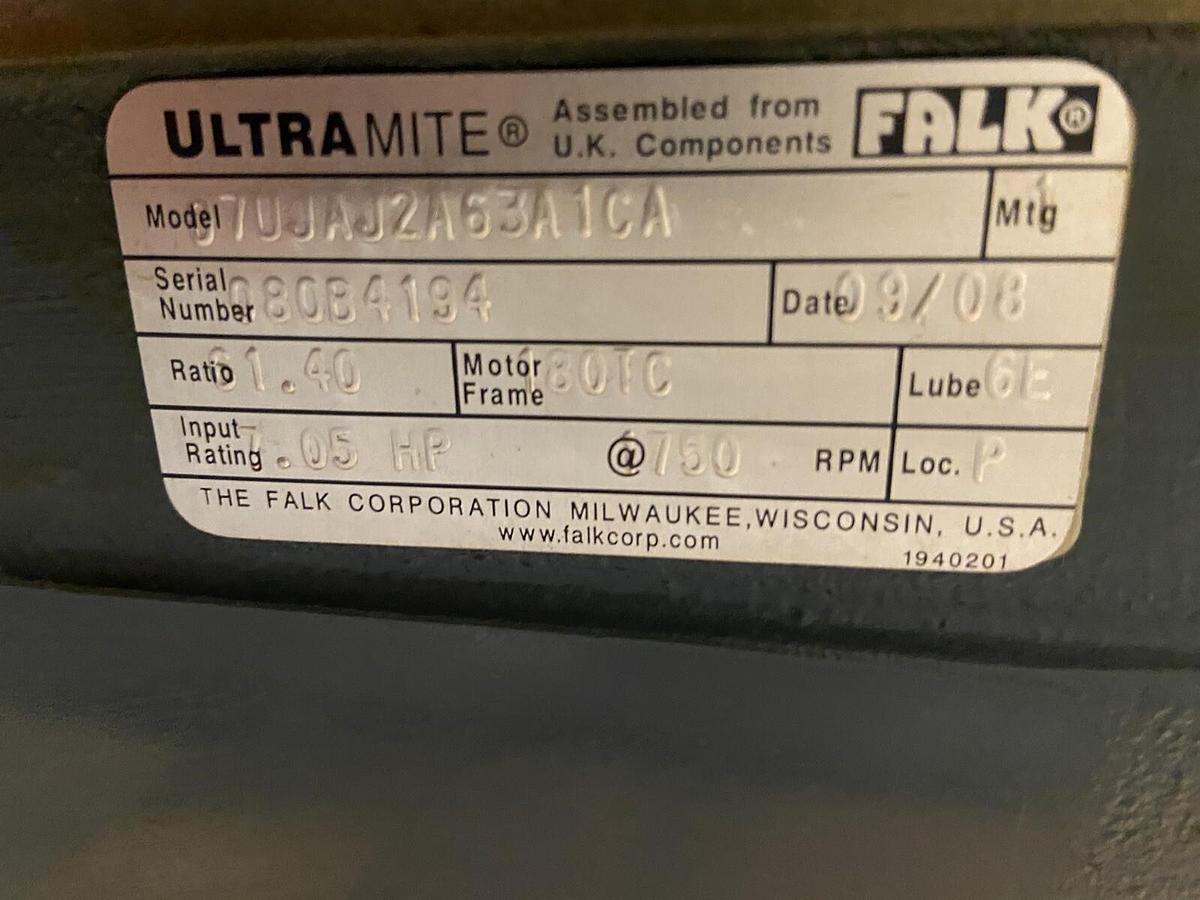 ULTRAMITE® Assembled from U.K. Components FALK®
Model 07UJAJ2A63A1CA Mtg 1
Serial Number 080B4194 Date 09/08
Ratio 61.40 Motor Frame 180TC Lube 6E
Input Rating .05 HP @ 750 RPM Loc. P
THE FALK CORPORATION MILWAUKEE, WISCONSIN, U.S.A.
www.falkcorp.com
1940201